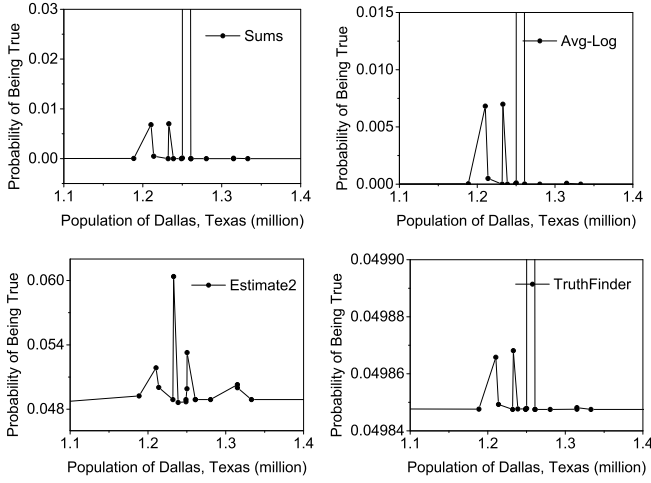 0.03
0.02
0.01
0.00
Probability of Being True
Sums
1.1 1.2 1.3 1.4
Population of Dallas, Texas (million)
0.015
0.010
0.005
0.000
Probability of Being True
Avg-Log
1.1 1.2 1.3 1.4
Population of Dallas, Texas (million)
0.060
0.054
0.048
Probability of Being True
Estimate2
1.1 1.2 1.3 1.4
Population of Dallas, Texas (million)
0.04990
0.04988
0.04986
0.04984
Probability of Being True
TruthFinder
1.1 1.2 1.3 1.4
Population of Dallas, Texas (million)